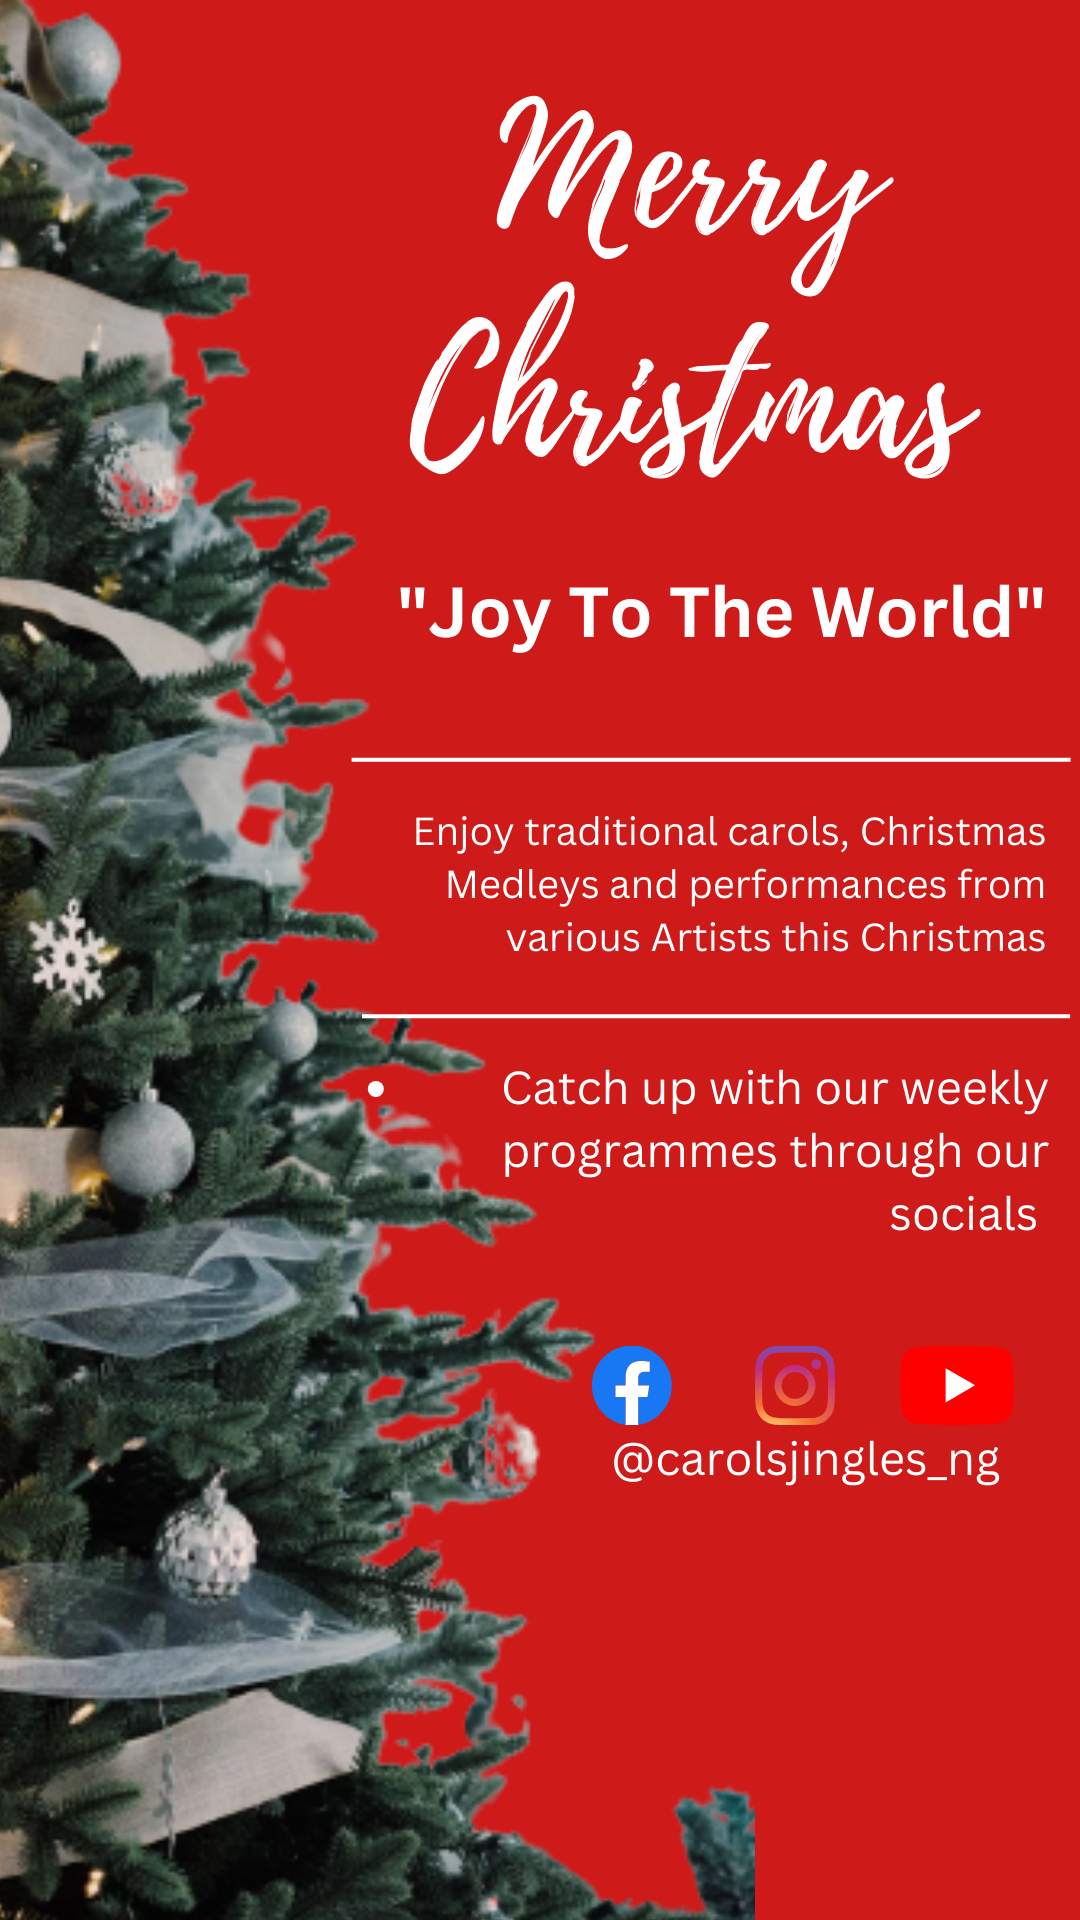 Merry
Christmas
"Joy To The World"
Enjoy traditional carols, Christmas
Medleys and performances from
various Artists this Christmas
• Catch up with our weekly
programmes through our
socials
@carolsjingles_ng